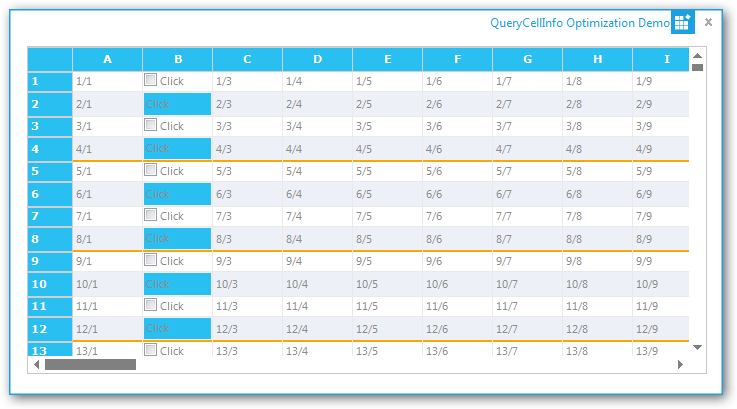 QueryCellInfo Optimization Demo
A B C D E F G H I
1 1/1 Click 1/3 1/4 1/5 1/6 1/7 1/8 1/9
2 2/1 Click 2/3 2/4 2/5 2/6 2/7 2/8 2/9
3 3/1 Click 3/3 3/4 3/5 3/6 3/7 3/8 3/9
4 4/1 Click 4/3 4/4 4/5 4/6 4/7 4/8 4/9
5 5/1 Click 5/3 5/4 5/5 5/6 5/7 5/8 5/9
6 6/1 Click 6/3 6/4 6/5 6/6 6/7 6/8 6/9
7 7/1 Click 7/3 7/4 7/5 7/6 7/7 7/8 7/9
8 8/1 Click 8/3 8/4 8/5 8/6 8/7 8/8 8/9
9 9/1 Click 9/3 9/4 9/5 9/6 9/7 9/8 9/9
10 10/1 Click 10/3 10/4 10/5 10/6 10/7 10/8 10/9
11 11/1 Click 11/3 11/4 11/5 11/6 11/7 11/8 11/9
12 12/1 Click 12/3 12/4 12/5 12/6 12/7 12/8 12/9
13 13/1 Click 13/3 13/4 13/5 13/6 13/7 13/8 13/9